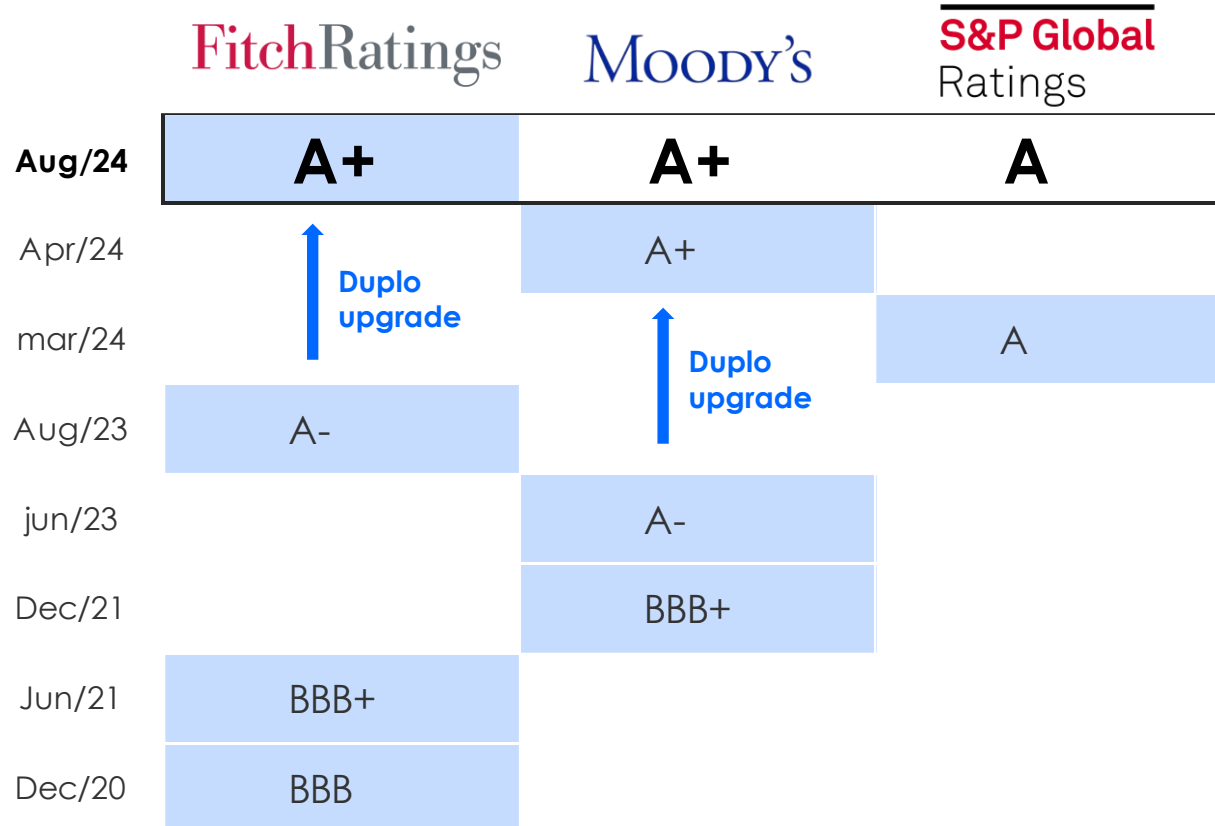 FitchRatings
MOODY'S
S&P Global
Ratings
Aug/24 A+ A+ A
Apr/24 A+
Duplo
upgrade
mar/24 A
Duplo
upgrade
Aug/23 A-
jun/23 A-
Dec/21 BBB+
Jun/21 BBB+
Dec/20 BBB